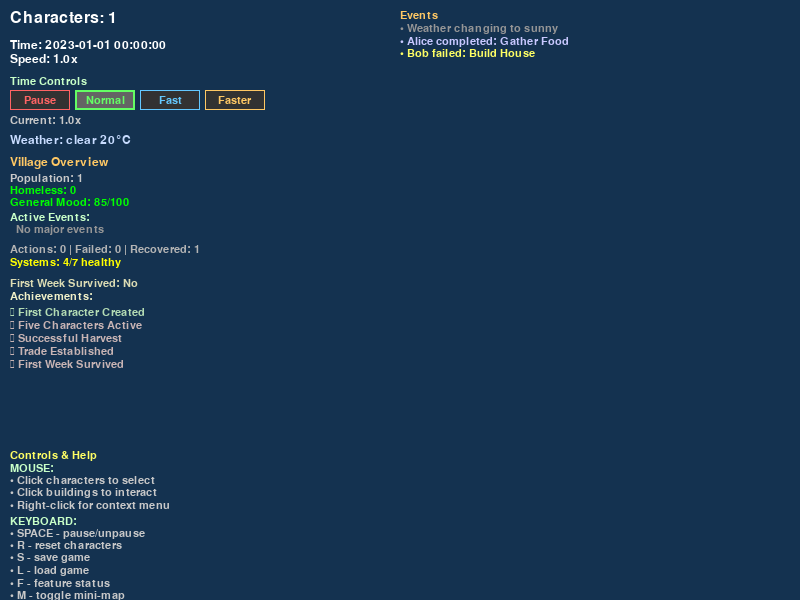 Characters: 1
Time: 2023-01-01 00:00:00
Speed: 1.0x
Time Controls
Pause Normal Fast Faster
Current: 1.0x
Weather: clear 20°C
Village Overview
Population: 1
Homeless: 0
General Mood: 85/100
Active Events:
No major events
Actions: 0 | Failed: 0 | Recovered: 1
Systems: 4/7 healthy
First Week Survived: No
Achievements:
First Character Created
Five Characters Active
Successful Harvest
Trade Established
First Week Survived
Controls & Help
MOUSE:
• Click characters to select
• Click buildings to interact
• Right-click for context menu
KEYBOARD:
• SPACE - pause/unpause
• R - reset characters
• S - save game
• L - load game
• F - feature status
• M - toggle mini-map
Events
• Weather changing to sunny
• Alice completed: Gather Food
• Bob failed: Build House